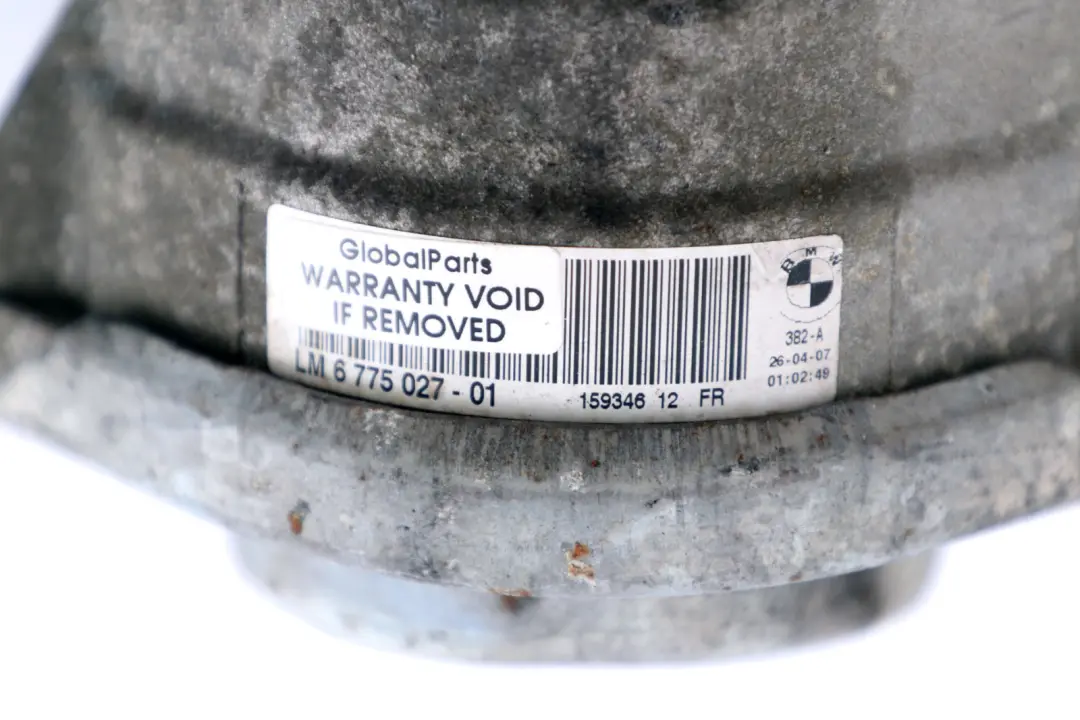 GlobalParts
WARRANTY VOID
IF REMOVED
LM 6 775 027 - 01
159346 12 FR
BMW
382-A
26-04-07
01:02:49